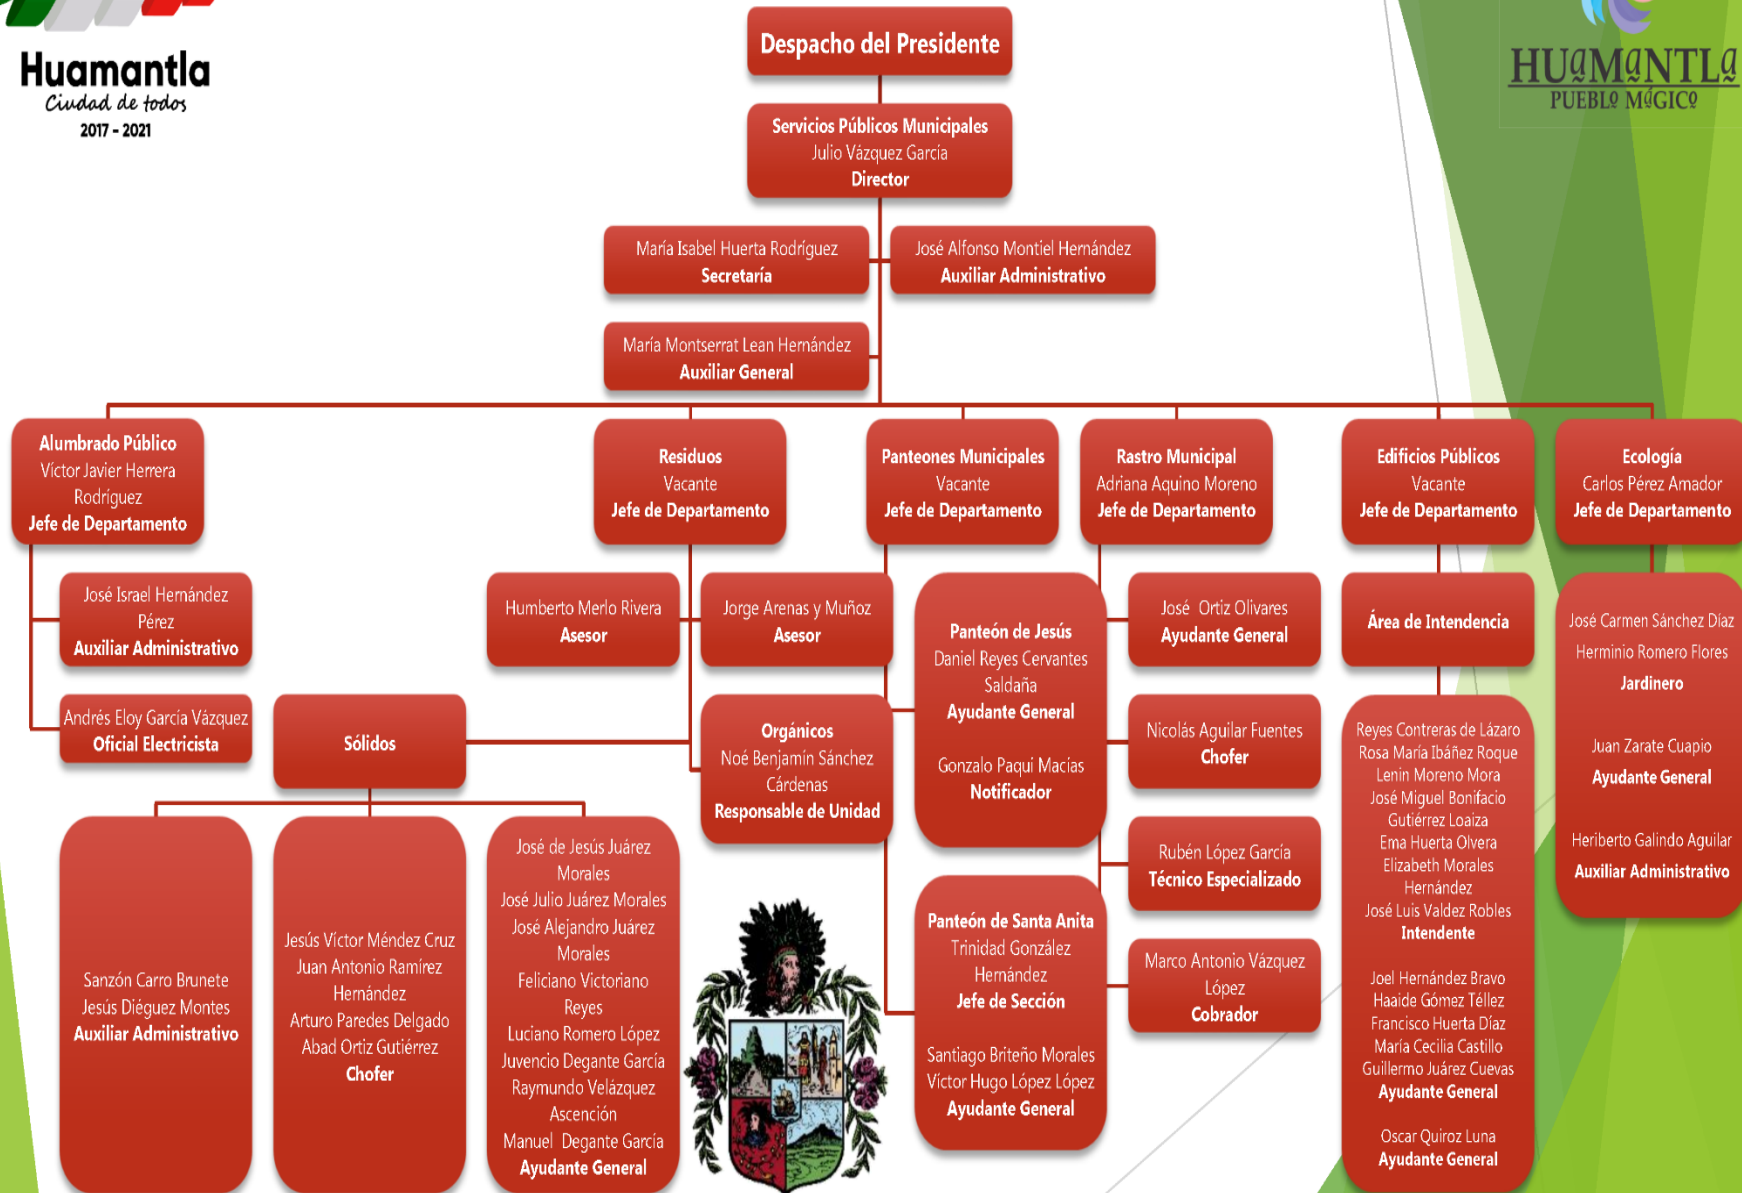 Huamantla
Ciudad de todos
2017 - 2021
HUaMaNTLa
PUEBLO MáGICO
Despacho del Presidente
Servicios Públicos Municipales
Julio Vázquez García
Director
María Isabel Huerta Rodríguez
Secretaría
José Alfonso Montiel Hernández
Auxiliar Administrativo
María Montserrat Lean Hernández
Auxiliar General
Alumbrado Público
Víctor Javier Herrera
Rodríguez
Jefe de Departamento
Residuos
Vacante
Jefe de Departamento
Panteones Municipales
Vacante
Jefe de Departamento
Rastro Municipal
Adriana Aquino Moreno
Jefe de Departamento
Edificios Públicos
Vacante
Jefe de Departamento
Ecología
Carlos Pérez Amador
Jefe de Departamento
José Israel Hernández
Pérez
Auxiliar Administrativo
Andrés Eloy García Vázquez
Oficial Electricista
Humberto Merlo Rivera
Asesor
Jorge Arenas y Muñoz
Asesor
Sólidos
Orgánicos
Noé Benjamín Sánchez
Cárdenas
Responsable de Unidad
Sanzón Carro Brunete
Jesús Diéguez Montes
Auxiliar Administrativo
Jesús Víctor Méndez Cruz
Juan Antonio Ramírez
Hernández
Arturo Paredes Delgado
Abad Ortiz Gutiérrez
Chofer
José de Jesús Juárez
Morales
José Julio Juárez Morales
José Alejandro Juárez
Morales
Feliciano Victoriano
Reyes
Luciano Romero López
Juvencio Degante García
Raymundo Velázquez
Ascención
Manuel Degante García
Ayudante General
Panteón de Jesús
Daniel Reyes Cervantes
Saldaña
Ayudante General
Gonzalo Paqui Macias
Notificador
Panteón de Santa Anita
Trinidad González
Hernández
Jefe de Sección
Santiago Briteño Morales
Víctor Hugo López López
Ayudante General
José Ortiz Olivares
Ayudante General
Nicolás Aguilar Fuentes
Chofer
Rubén López García
Técnico Especializado
Marco Antonio Vázquez
López
Cobrador
Área de Intendencia
Reyes Contreras de Lázaro
Rosa María Ibáñez Roque
Lenin Moreno Mora
José Miguel Bonifacio
Gutiérrez Loaiza
Ema Huerta Olvera
Elizabeth Morales
Hernández
José Luis Valdez Robles
Intendente
Joel Hernández Bravo
Haaide Gómez Téllez
Francisco Huerta Díaz
María Cecilia Castillo
Guillermo Juárez Cuevas
Ayudante General
Oscar Quiroz Luna
Ayudante General
José Carmen Sánchez Díaz
Herminio Romero Flores
Jardinero
Juan Zarate Cuapio
Ayudante General
Heriberto Galindo Aguilar
Auxiliar Administrativo